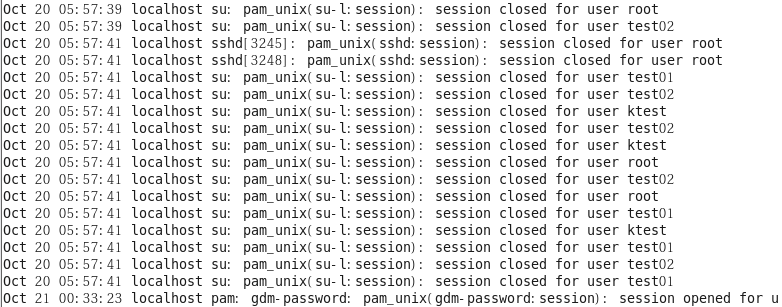 Oct 20 05:57:39 localhost su: pam_unix(su-l:session): session closed for user root
Oct 20 05:57:39 localhost su: pam_unix(su-l:session): session closed for user test02
Oct 20 05:57:41 localhost sshd[3245]: pam_unix(sshd:session): session closed for user root
Oct 20 05:57:41 localhost sshd[3248]: pam_unix(sshd:session): session closed for user root
Oct 20 05:57:41 localhost su: pam_unix(su-l:session): session closed for user test01
Oct 20 05:57:41 localhost su: pam_unix(su-l:session): session closed for user test02
Oct 20 05:57:41 localhost su: pam_unix(su-l:session): session closed for user ktest
Oct 20 05:57:41 localhost su: pam_unix(su-l:session): session closed for user test02
Oct 20 05:57:41 localhost su: pam_unix(su-l:session): session closed for user ktest
Oct 20 05:57:41 localhost su: pam_unix(su-l:session): session closed for user root
Oct 20 05:57:41 localhost su: pam_unix(su-l:session): session closed for user test02
Oct 20 05:57:41 localhost su: pam_unix(su-l:session): session closed for user root
Oct 20 05:57:41 localhost su: pam_unix(su-l:session): session closed for user test01
Oct 20 05:57:41 localhost su: pam_unix(su-l:session): session closed for user ktest
Oct 20 05:57:41 localhost su: pam_unix(su-l:session): session closed for user test01
Oct 20 05:57:41 localhost su: pam_unix(su-l:session): session closed for user test02
Oct 20 05:57:41 localhost su: pam_unix(su-l:session): session closed for user test01
Oct 21 00:33:23 localhost pam: gdm-password: pam_unix(gdm-password:session): session opened for u